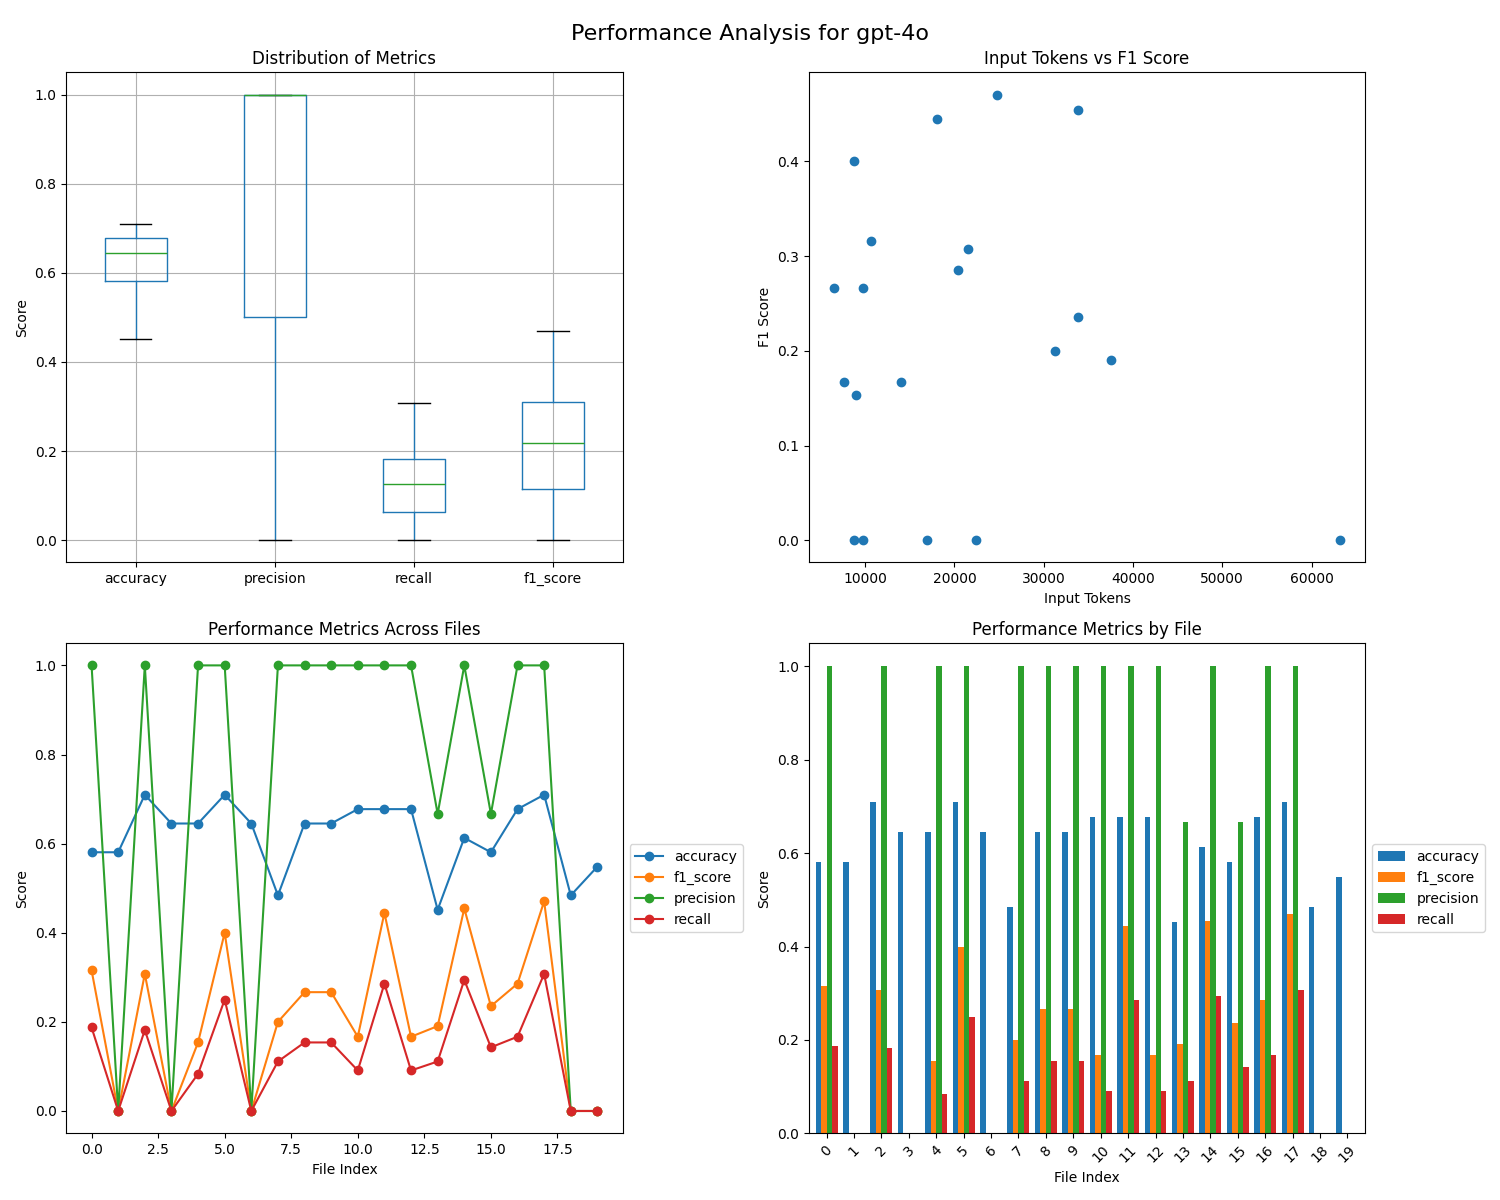 Performance Analysis for gpt-4o
Distribution of Metrics
Score
1.0
0.8
0.6
0.4
0.2
0.0
accuracy precision recall f1_score
Input Tokens vs F1 Score
F1 Score
0.4
0.3
0.2
0.1
0.0
10000 20000 30000 40000 50000 60000
Input Tokens
Performance Metrics Across Files
Score
1.0
0.8
0.6
0.4
0.2
0.0
0.0 2.5 5.0 7.5 10.0 12.5 15.0 17.5
File Index
accuracy
f1_score
precision
recall
Performance Metrics by File
Score
1.0
0.8
0.6
0.4
0.2
0.0
0 1 2 3 4 5 6 7 8 9 10 11 12 13 14 15 16 17 18 19
File Index
accuracy
f1_score
precision
recall